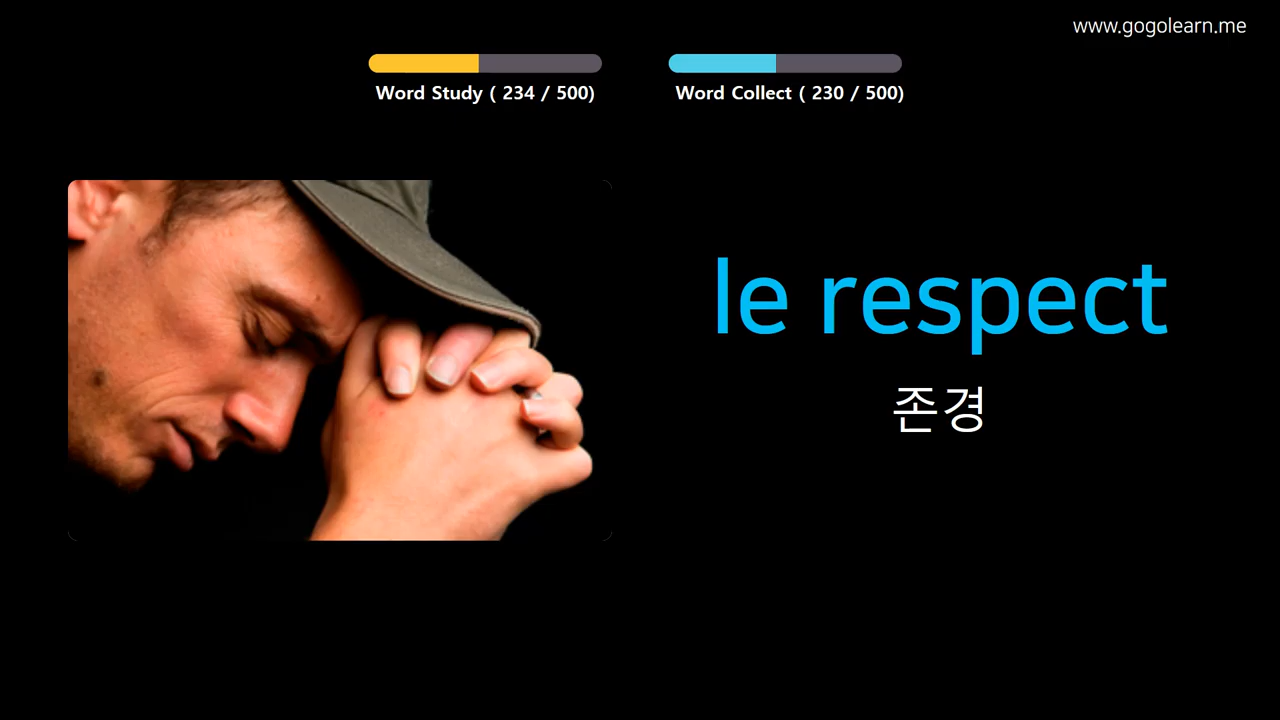 www.gogolearn.me
Word Study ( 234 / 500)
Word Collect ( 230 / 500)
le respect
존경